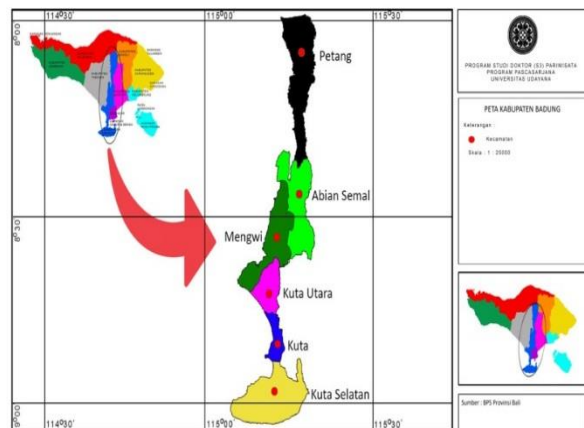 114°30'
115°00'
115°30'
8°00'
Petang
Abian Semal
8°30'
Mengwi
Kuta Utara
Kuta
Kuta Selatan
9°00'
114°30'
115°00'
115°30'
PROGRAM STUDI DOKTOR (S3) PARIWISATA
PROGRAM PASCASARJANA
UNIVERSITAS UDAYANA
PETA KABUPATEN BADUNG
Keterangan :
Kecamatan
Skala : 1 : 25000
Sumber : BPS Provinsi Bali